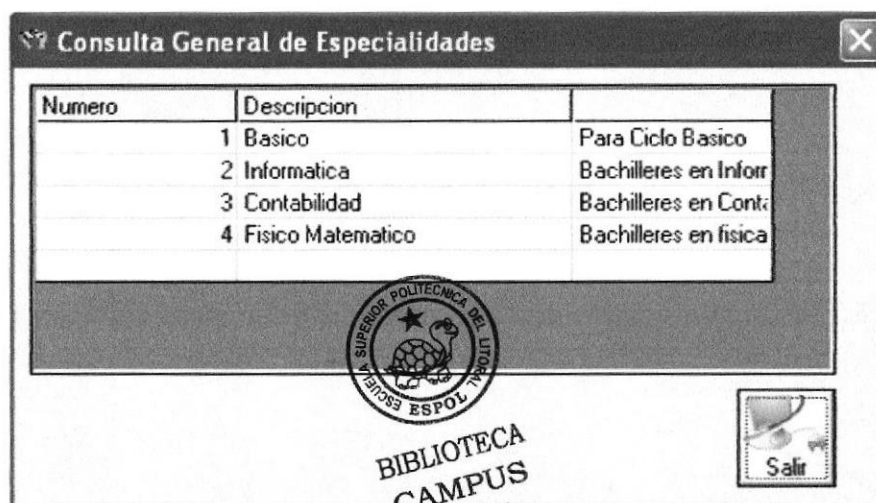 Consulta General de Especialidades
Numero Descripcion
1 Basico Para Ciclo Basico
2 Informatica Bachilleres en Inforr
3 Contabilidad Bachilleres en Conta
4 Fisico Matematico Bachilleres en fisica
ESCUELA SUPERIOR POLITECNICA DEL LITORAL
ESPOL
BIBLIOTECA
CAMPUS
Salir